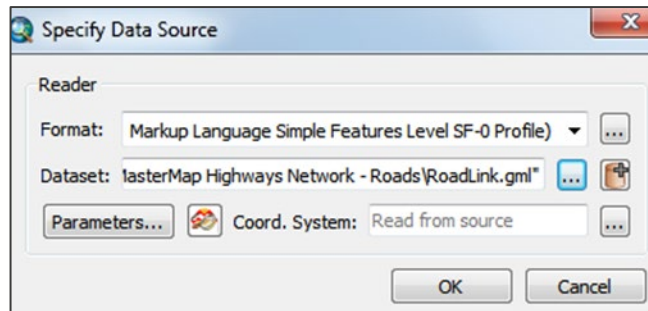 Specify Data Source
Reader
Format: Markup Language Simple Features Level SF-0 Profile) ...
Dataset: MasterMap Highways Network - Roads\RoadLink.gml" ...
Parameters... Coord. System: Read from source ...
OK Cancel